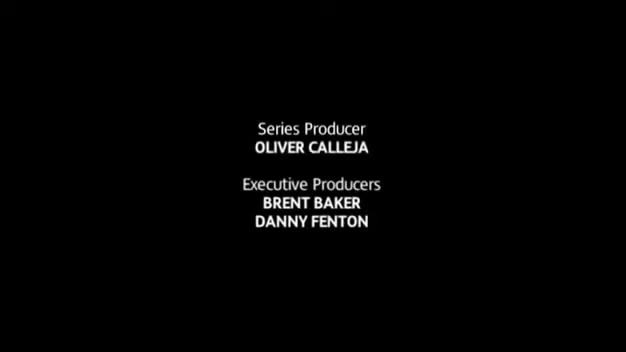 Series Producer
OLIVER CALLEJA
Executive Producers
BRENT BAKER
DANNY FENTON